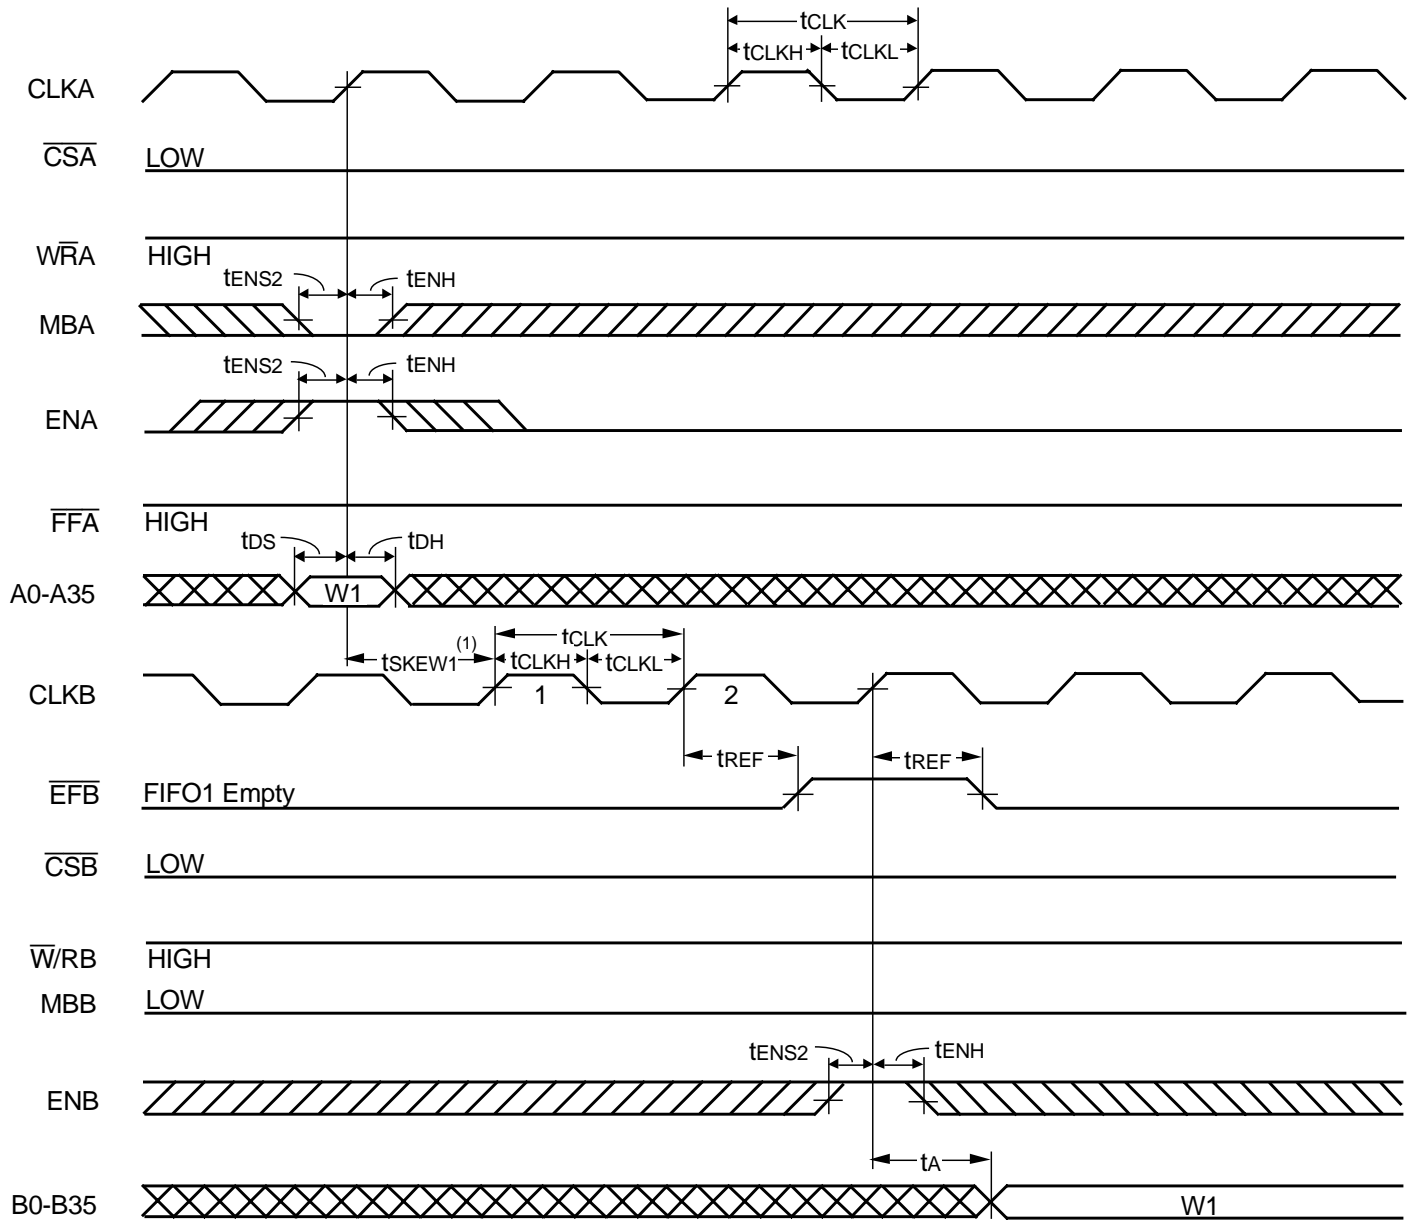 tCLK
tCLKH tCLKL
CLKA
CSA LOW
WRA HIGH
tENS2 tENH
MBA
tENS2 tENH
ENA
FFA HIGH
tDS tDH
A0-A35 W1
tSKEW1(1) tCLK
tCLKH tCLKL
CLKB 1 2
tREF tREF
EFB FIFO1 Empty
CSB LOW
W/RB HIGH
MBB LOW
tENS2 tENH
ENB
tA
B0-B35 W1